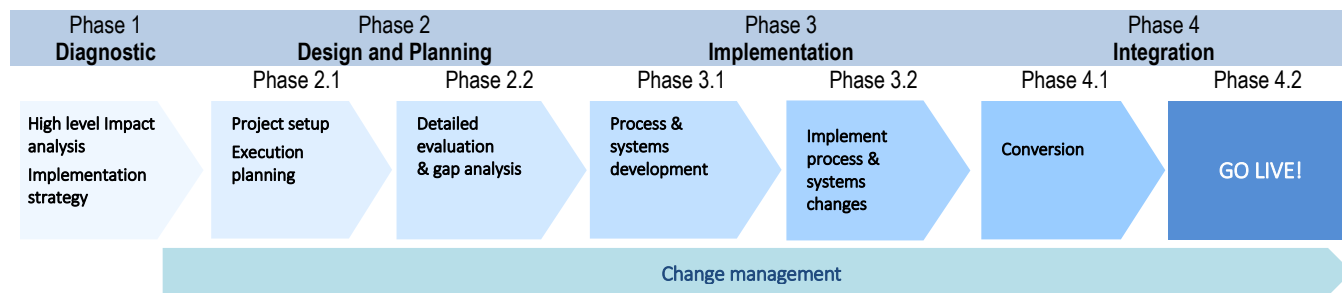 Phase 1
Diagnostic
Phase 2
Design and Planning
Phase 3
Implementation
Phase 4
Integration
Phase 2.1
Phase 2.2
Phase 3.1
Phase 3.2
Phase 4.1
Phase 4.2
High level Impact
analysis
Implementation
strategy
Project setup
Execution
planning
Detailed
evaluation
& gap analysis
Process &
systems
development
Implement
process &
systems
changes
Conversion
GO LIVE!
Change management